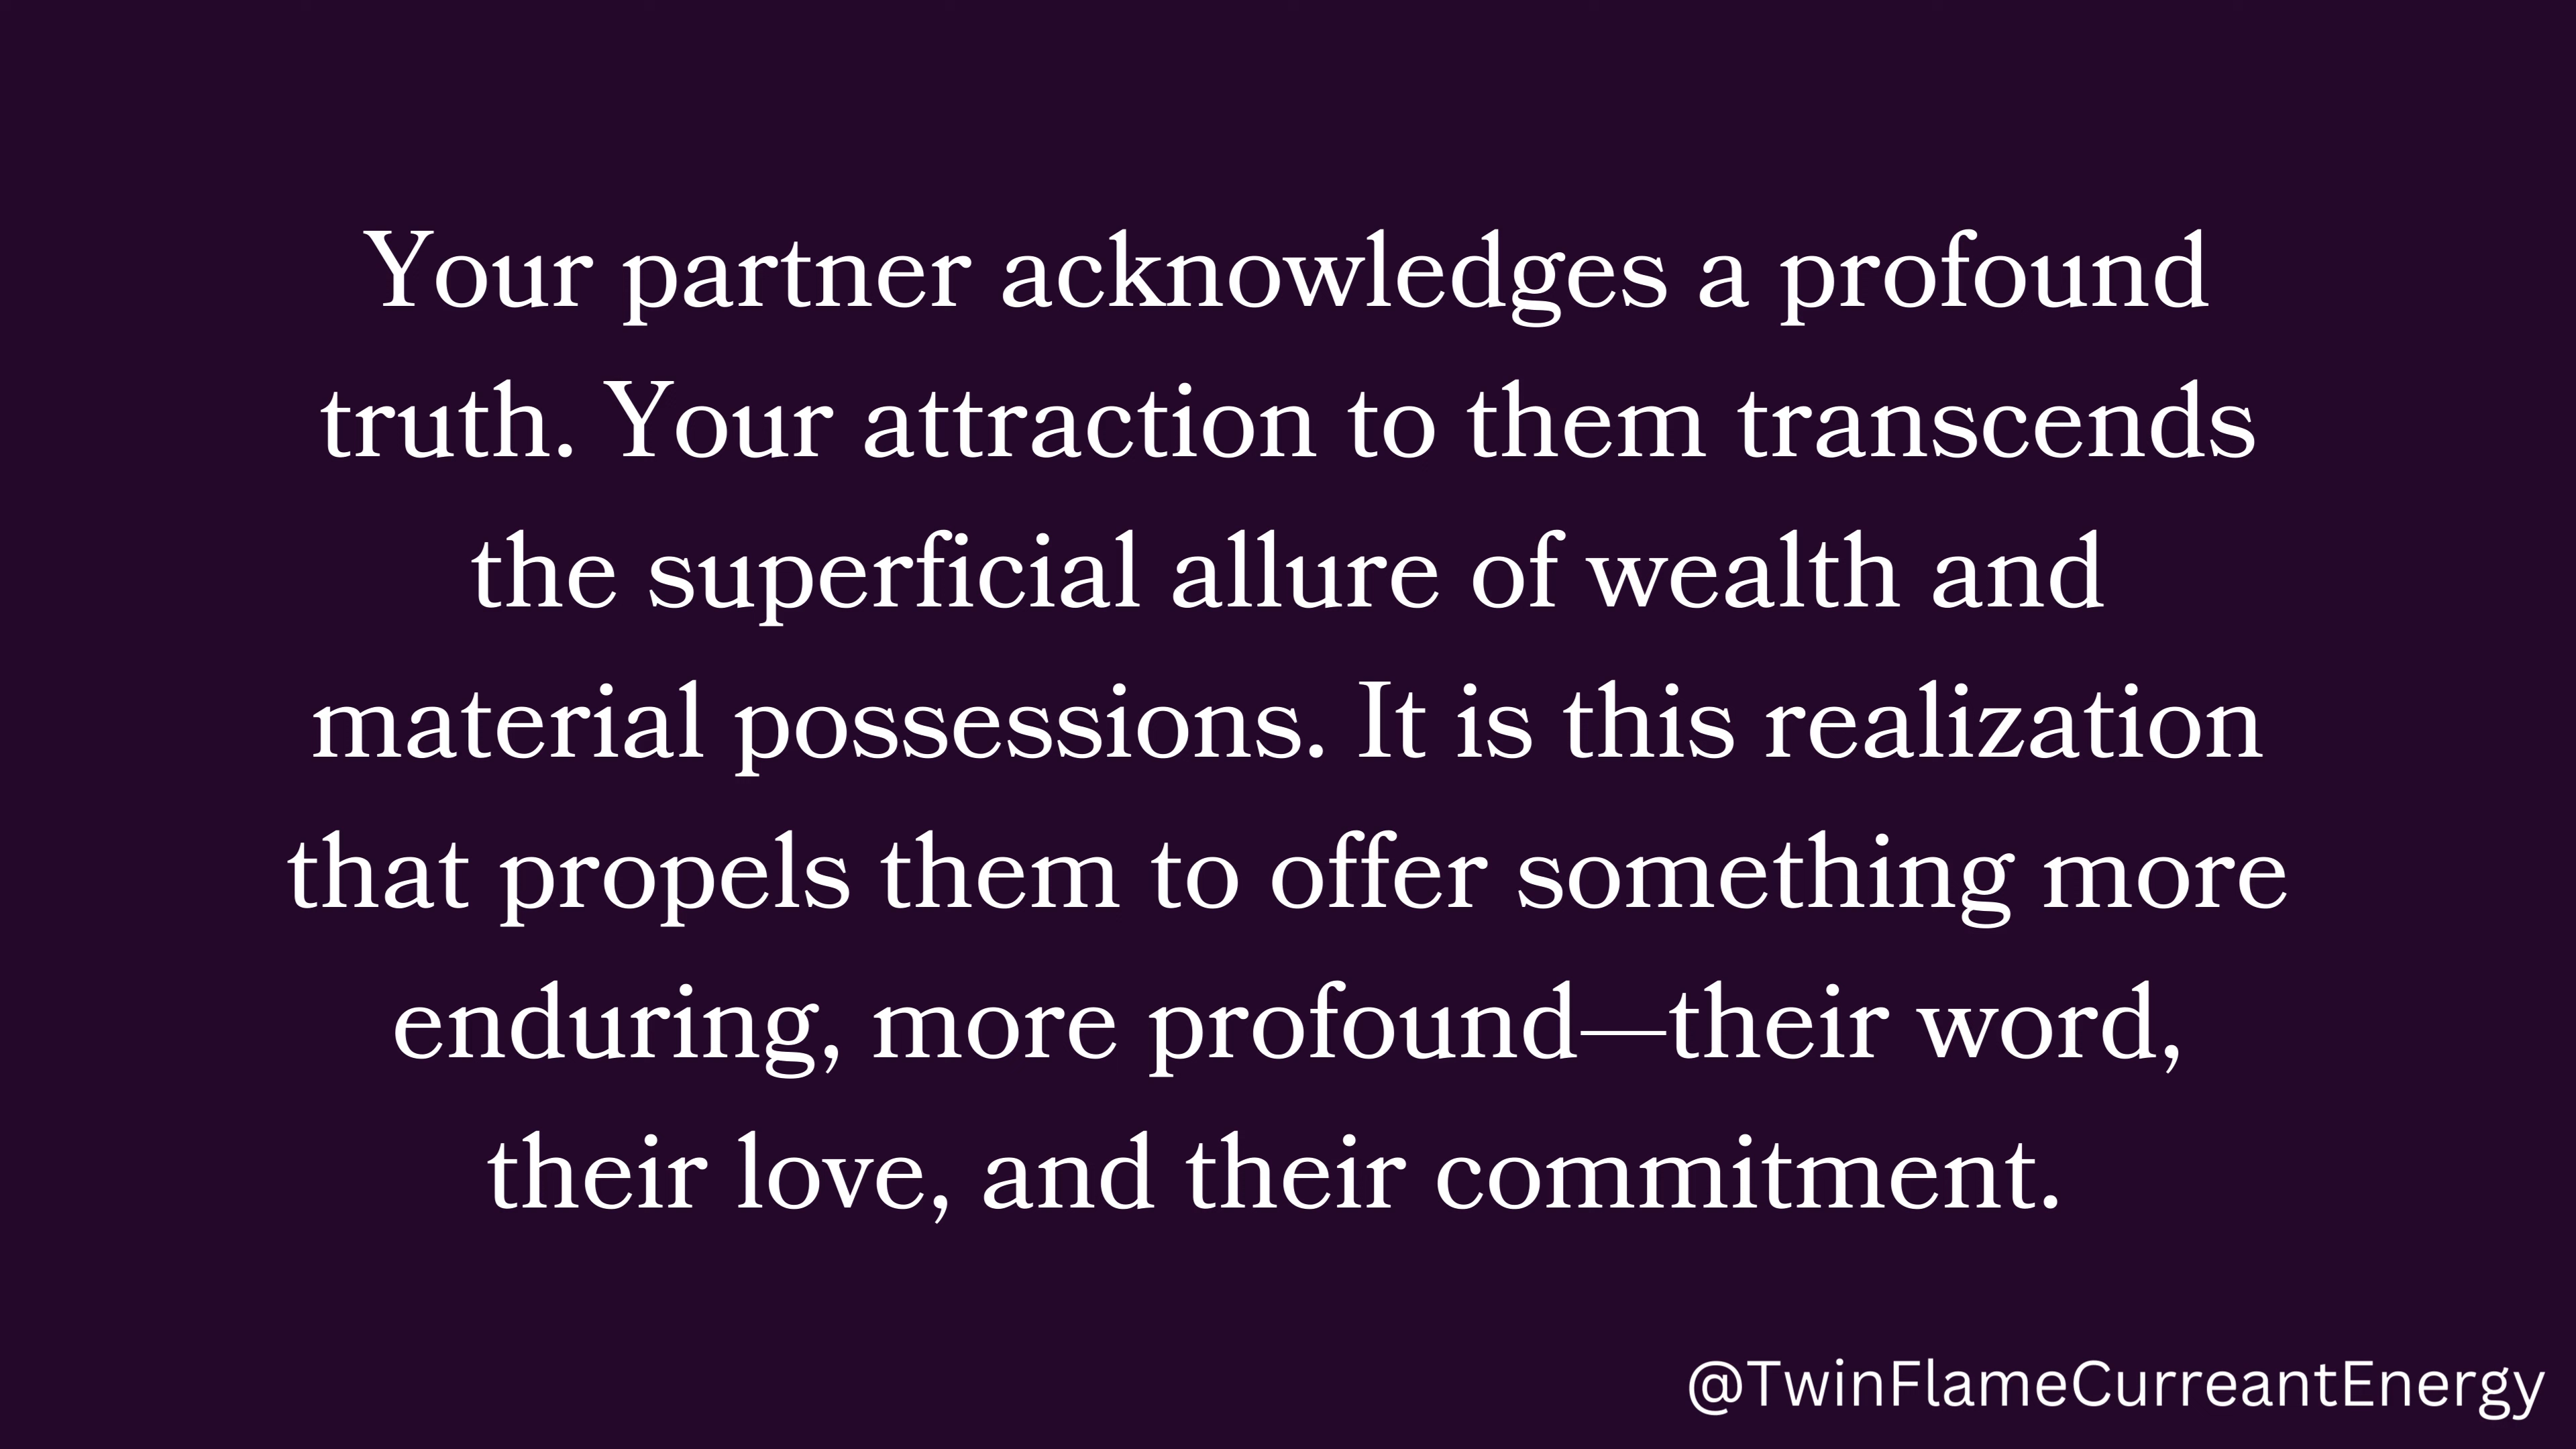 Your partner acknowledges a profound
truth. Your attraction to them transcends
the superficial allure of wealth and
material possessions. It is this realization
that propels them to offer something more
enduring, more profound—their word,
their love, and their commitment.
@TwinFlameCurreantEnergy